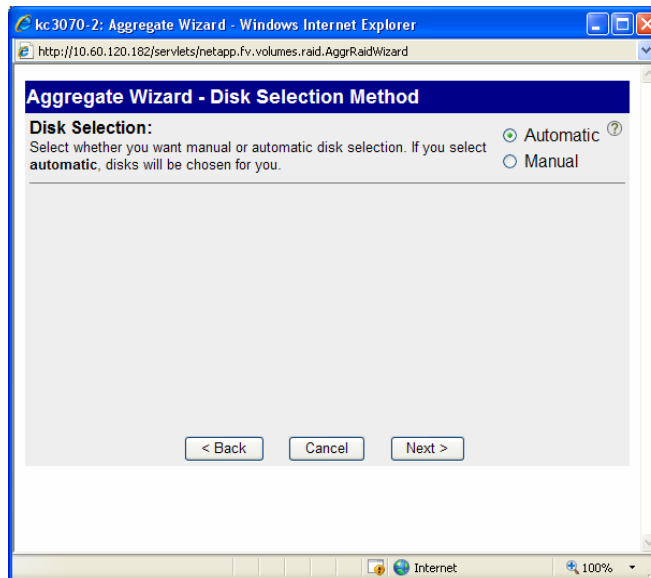 kc3070-2: Aggregate Wizard - Windows Internet Explorer
http://10.60.120.182/servlets/netapp.fv.volumes.raid.AggrRaidWizard
Aggregate Wizard - Disk Selection Method
Disk Selection:
Select whether you want manual or automatic disk selection. If you select
automatic, disks will be chosen for you.
Automatic ?
Manual
< Back Cancel Next >
Internet 100%